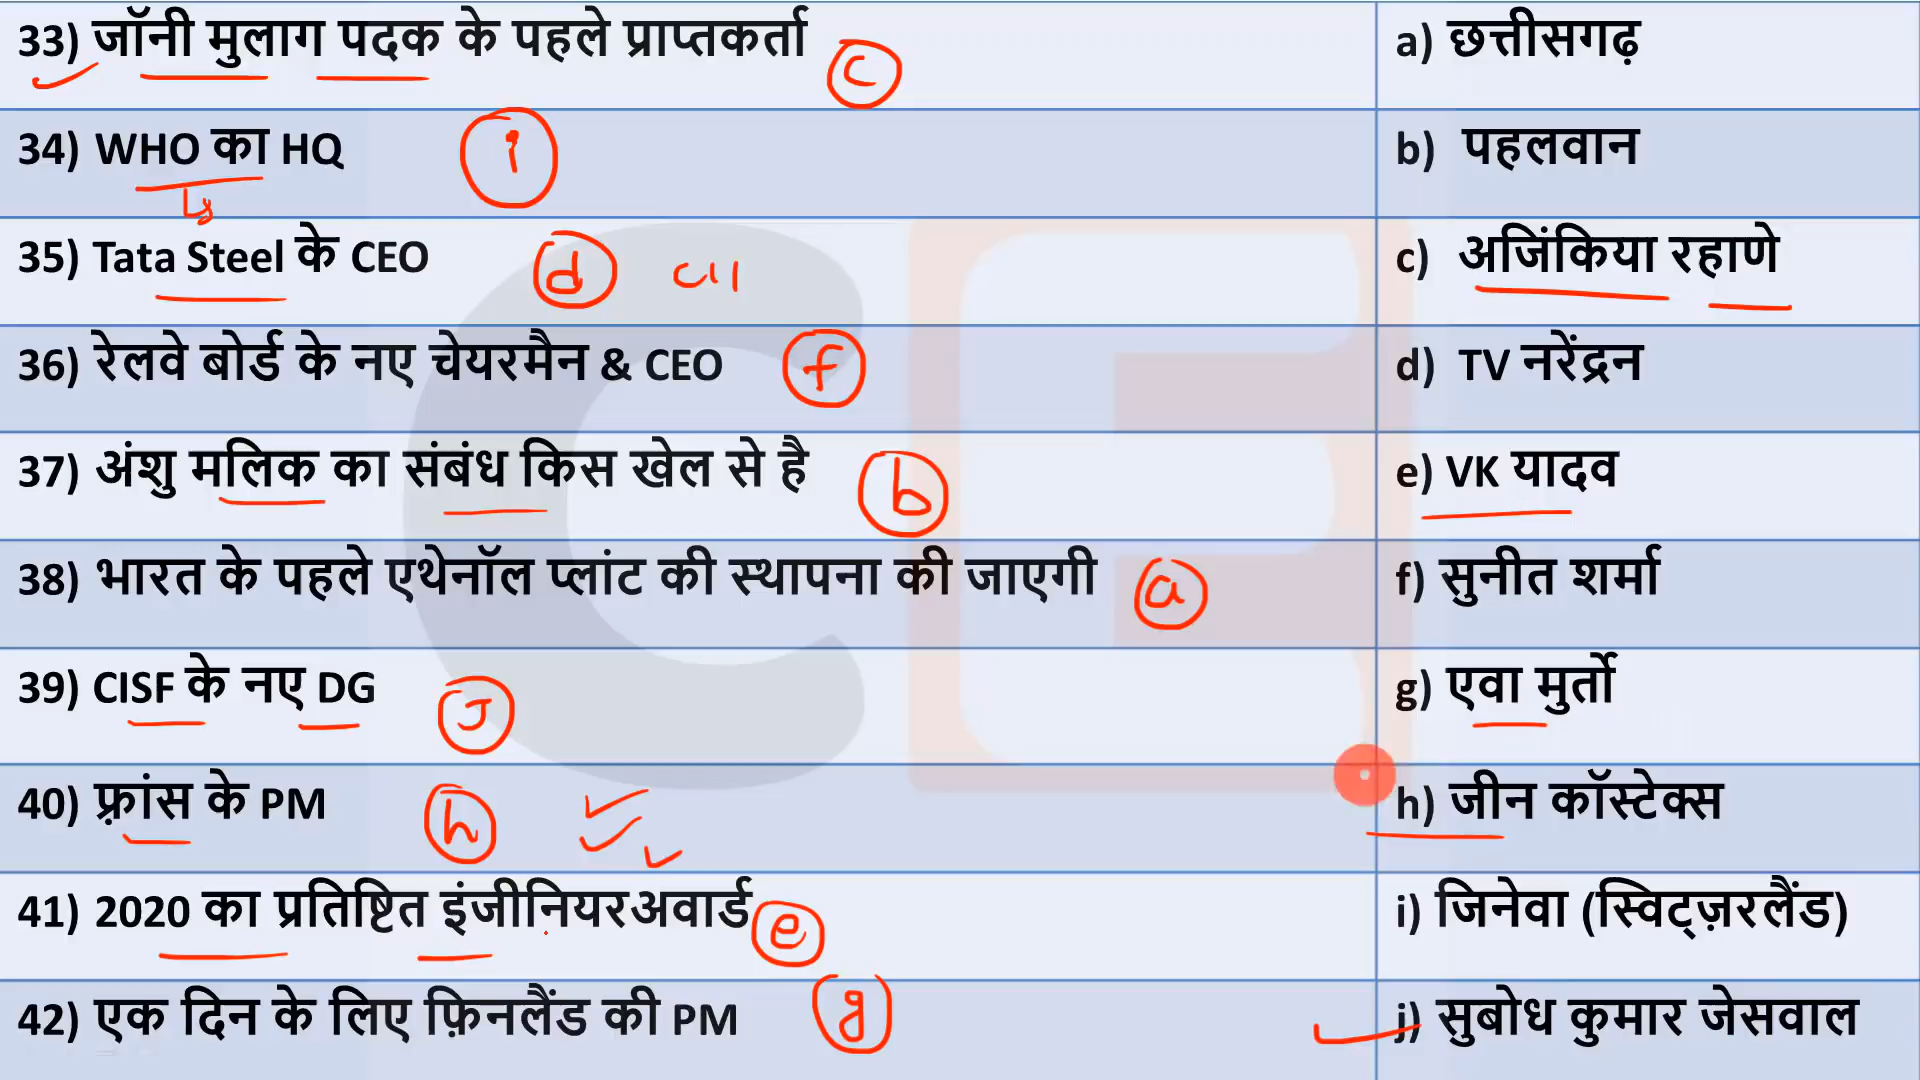 33) जॉनी मुलाग पदक के पहले प्राप्तकर्ता c a) छत्तीसगढ़
34) WHO का HQ i b) पहलवान
35) Tata Steel के CEO d CII c) अजिंकिया रहाणे
36) रेलवे बोर्ड के नए चेयरमैन & CEO f d) TV नरेंद्रन
37) अंशु मलिक का संबंध किस खेल से है b e) VK यादव
38) भारत के पहले एथेनॉल प्लांट की स्थापना की जाएगी a f) सुनीत शर्मा
39) CISF के नए DG J g) एवा मुर्तो
40) फ़्रांस के PM h h) जीन कॉस्टेक्स
41) 2020 का प्रतिष्टित इंजीनियरअवार्ड e i) जिनेवा (स्विट्ज़रलैंड)
42) एक दिन के लिए फ़िनलैंड की PM g j) सुबोध कुमार जेसवाल